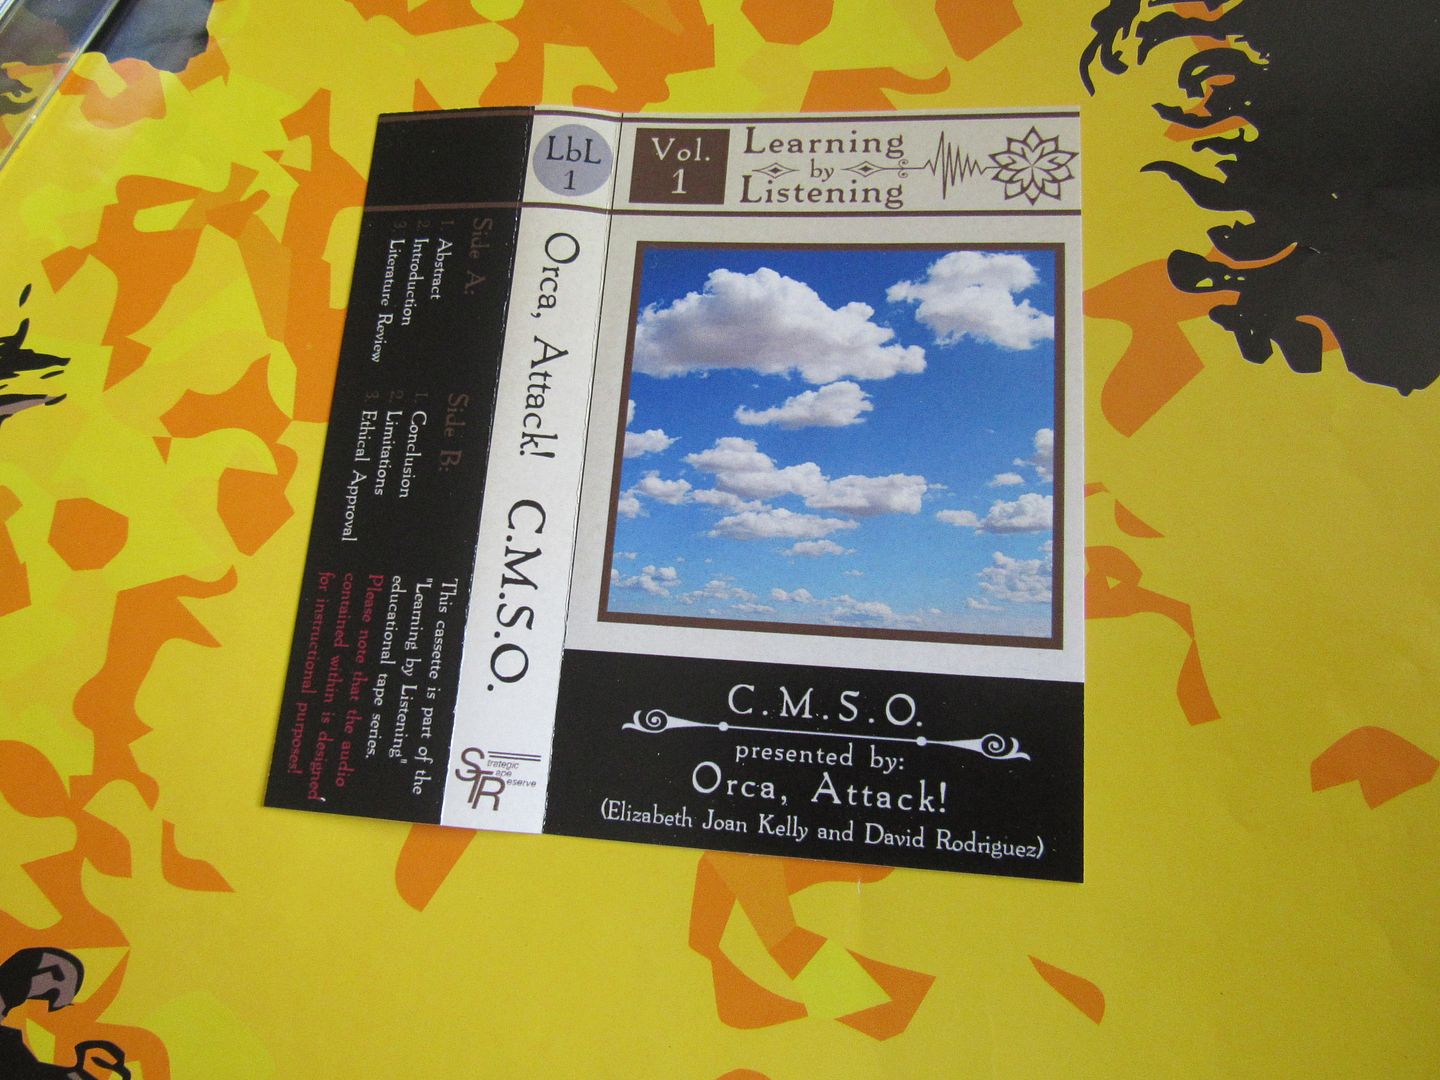 Vol.
1
Learning
by
Listening
C.M.S.O.
presented by:
Orca, Attack!
(Elizabeth Joan Kelly and David Rodriguez)
LbL
1
Orca, Attack! C.M.S.O.
Strategic
Tape
Reserve
Side A:
1. Abstract
2. Introduction
3. Literature Review
Side B:
1. Conclusion
2. Limitations
3. Ethical Approval
This cassette is part of the
"Learning by Listening"
educational tape series.
Please note that the audio
contained within is designed
for instructional purposes!